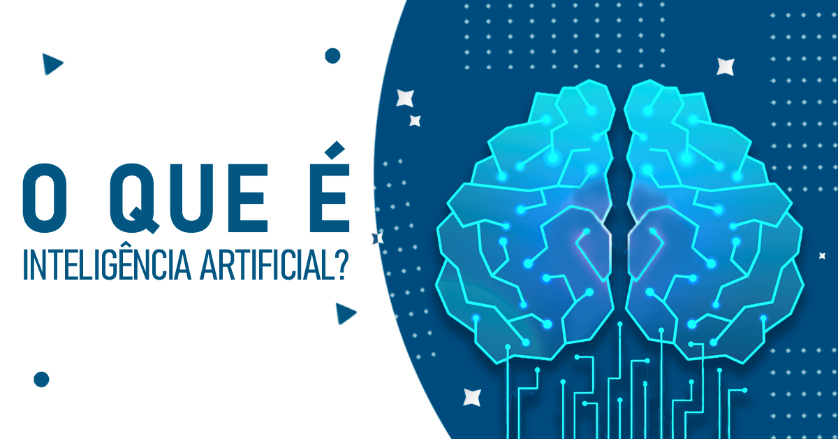 O QUE É
INTELIGÊNCIA ARTIFICIAL?